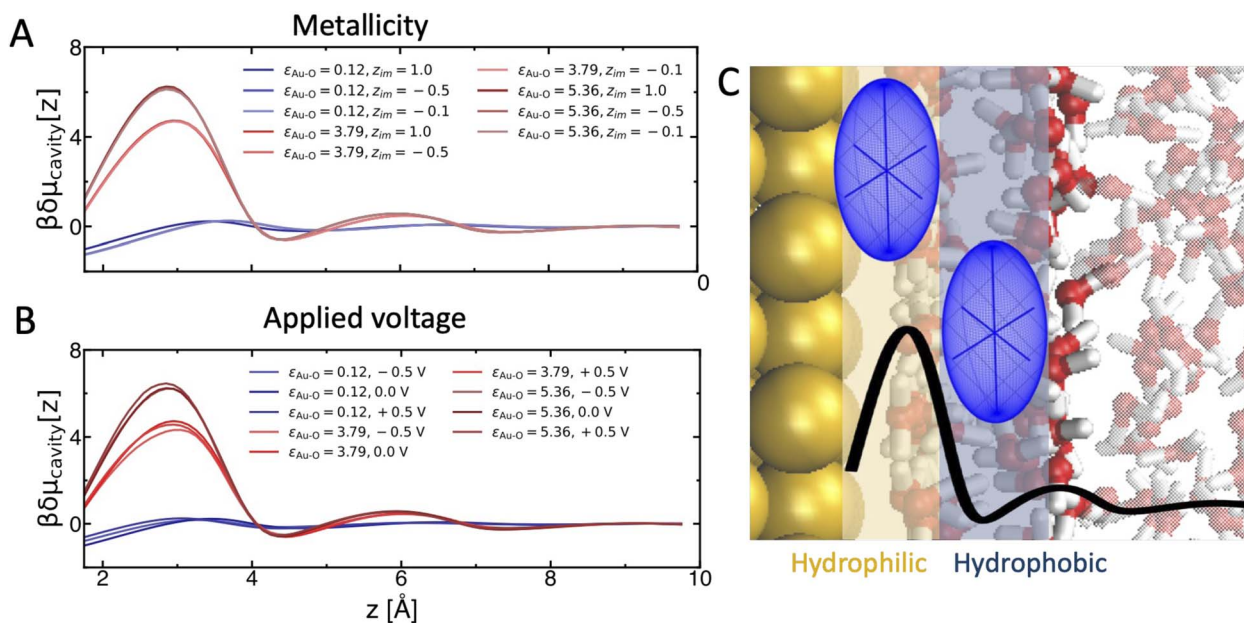 A
Metallicity
8
4
0
βδμcavity[z]
εAu-O = 0.12, zim = 1.0
εAu-O = 0.12, zim = −0.5
εAu-O = 0.12, zim = −0.1
εAu-O = 3.79, zim = 1.0
εAu-O = 3.79, zim = −0.5
εAu-O = 3.79, zim = −0.1
εAu-O = 5.36, zim = 1.0
εAu-O = 5.36, zim = −0.5
εAu-O = 5.36, zim = −0.1
0
B
Applied voltage
8
4
0
βδμcavity[z]
εAu-O = 0.12, − 0.5 V
εAu-O = 0.12, 0.0 V
εAu-O = 0.12, + 0.5 V
εAu-O = 3.79, − 0.5 V
εAu-O = 3.79, 0.0 V
εAu-O = 3.79, + 0.5 V
εAu-O = 5.36, − 0.5 V
εAu-O = 5.36, 0.0 V
εAu-O = 5.36, + 0.5 V
2 4 6 8 10
z [Å]
C
Hydrophilic Hydrophobic